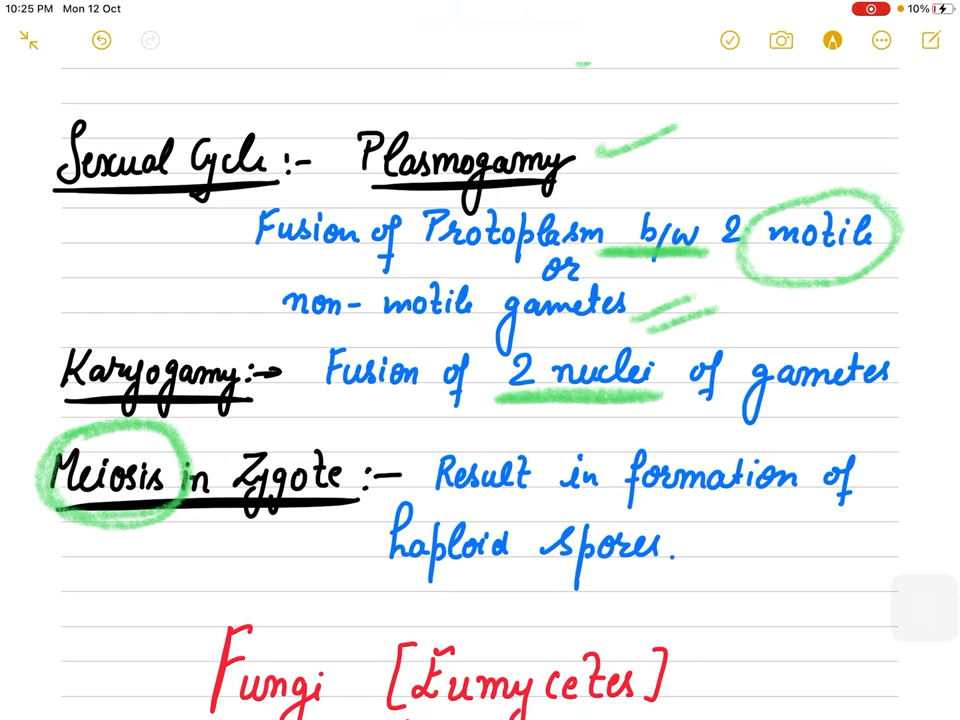 10:25 PM Mon 12 Oct 10%
Sexual Cycle :- Plasmogamy
Fusion of Protoplasm b/w 2 motile
or
non-motile gametes
Karyogamy :→ Fusion of 2 nuclei of gametes
Meiosis in Zygote :- Result in formation of
haploid spores.
Fungi [Eumycetes]